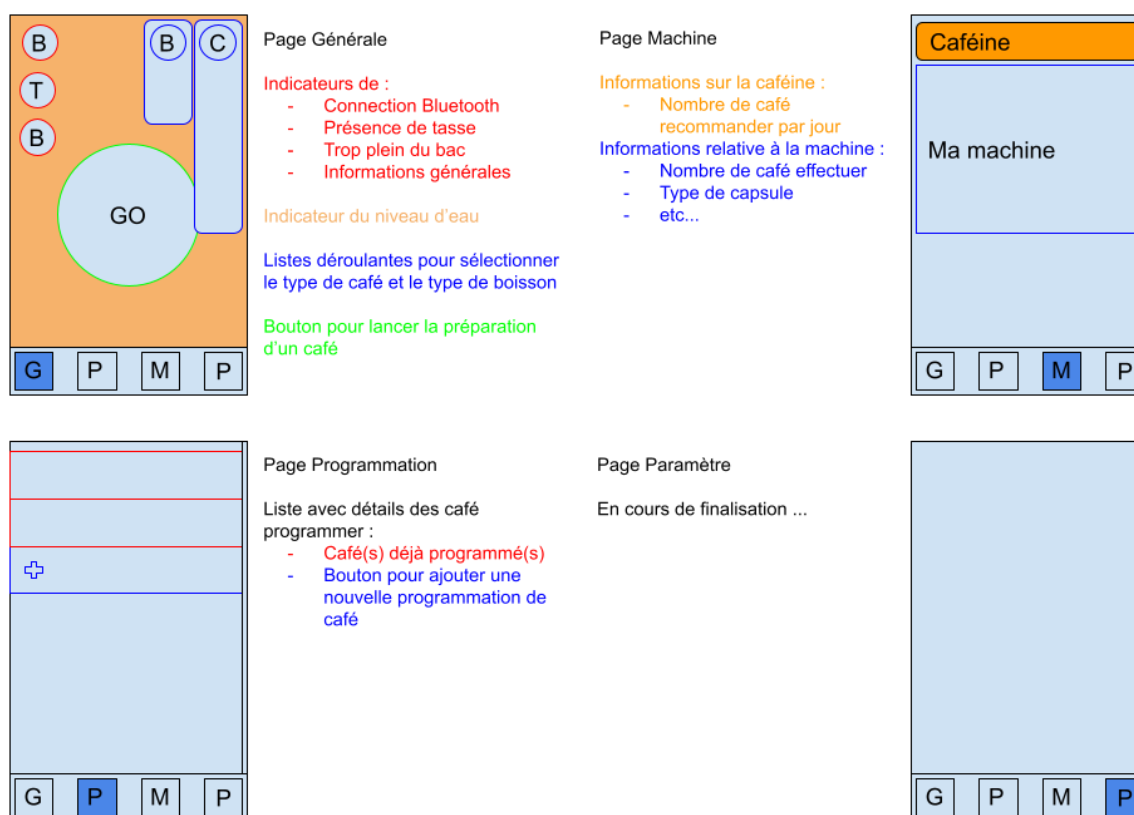 B
T
B
B
C
GO
G
P
M
P
Page Générale
Indicateurs de :
- Connection Bluetooth
- Présence de tasse
- Trop plein du bac
- Informations générales
Indicateur du niveau d'eau
Listes déroulantes pour sélectionner
le type de café et le type de boisson
Bouton pour lancer la préparation
d'un café
Page Machine
Informations sur la caféine :
- Nombre de café
recommander par jour
Informations relative à la machine :
- Nombre de café effectuer
- Type de capsule
- etc...
Caféine
Ma machine
G
P
M
P
G
P
M
P
Page Programmation
Liste avec détails des café
programmer :
- Café(s) déjà programmé(s)
- Bouton pour ajouter une
nouvelle programmation de
café
Page Paramètre
En cours de finalisation ...
G
P
M
P